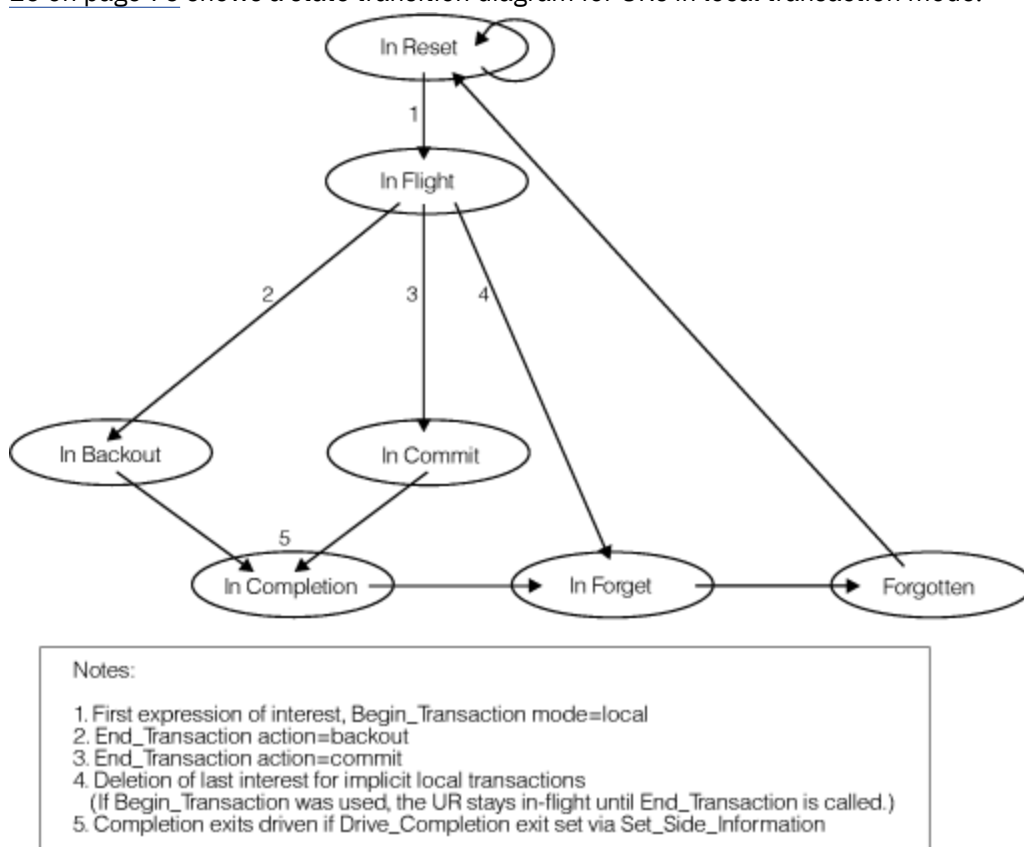 20 on page 70 shows a state transition diagram for URs in local transaction mode.
In Reset
1
In Flight
2
3
4
In Backout
In Commit
5
In Completion
In Forget
Forgotten
Notes:
1. First expression of interest, Begin_Transaction mode=local
2. End_Transaction action=backout
3. End_Transaction action=commit
4. Deletion of last interest for implicit local transactions
(If Begin_Transaction was used, the UR stays in-flight until End_Transaction is called.)
5. Completion exits driven if Drive_Completion exit set via Set_Side_Information